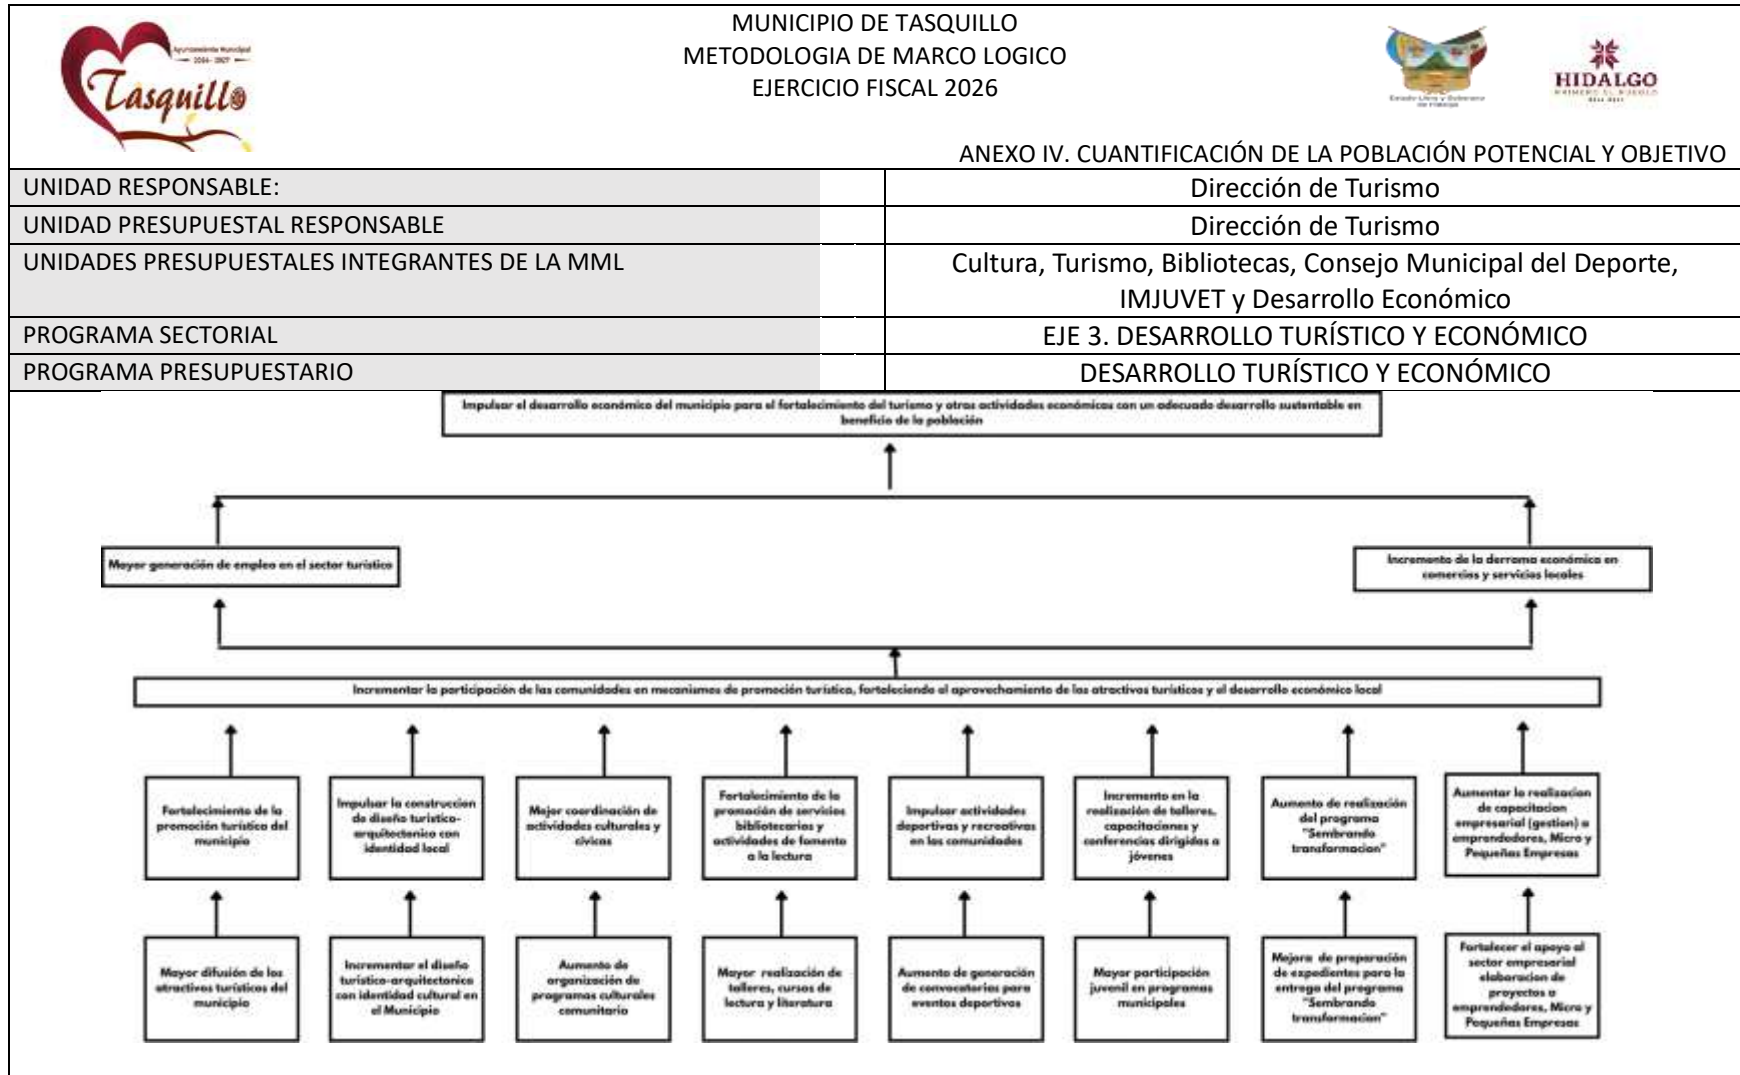 MUNICIPIO DE TASQUILLO
METODOLOGIA DE MARCO LOGICO
EJERCICIO FISCAL 2026
Ayuntamiento Municipal
2024 - 2027
Tasquillo
Estado Libre y Soberano
de Hidalgo
HIDALGO
PRIMERO EL PUEBLO
ANEXO IV. CUANTIFICACIÓN DE LA POBLACIÓN POTENCIAL Y OBJETIVO
UNIDAD RESPONSABLE:
Dirección de Turismo
UNIDAD PRESUPUESTAL RESPONSABLE
Dirección de Turismo
UNIDADES PRESUPUESTALES INTEGRANTES DE LA MML
Cultura, Turismo, Bibliotecas, Consejo Municipal del Deporte,
IMJUVET y Desarrollo Económico
PROGRAMA SECTORIAL
EJE 3. DESARROLLO TURÍSTICO Y ECONÓMICO
PROGRAMA PRESUPUESTARIO
DESARROLLO TURÍSTICO Y ECONÓMICO
Impulsar el desarrollo económico del municipio para el fortalecimiento del turismo y otras actividades económicas con un adecuado desarrollo sustentable en
beneficio de la población
Mayor generación de empleo en el sector turístico
Incremento de la derrama económica en
comercios y servicios locales
Incrementar la participación de las comunidades en mecanismos de promoción turística, fortaleciendo el aprovechamiento de los atractivos turísticos y el desarrollo económico local
Fortalecimiento de la
promoción turística del
municipio
Impulsar la construccion
de diseño turistico-
arquitectonico con
identidad local
Mejor coordinación de
actividades culturales y
cívicas
Fortalecimiento de la
promoción de servicios
bibliotecarios y
actividades de fomento
a la lectura
Impulsar actividades
deportivas y recreativas
en las comunidades
Incremento en la
realización de talleres,
capacitaciones y
conferencias dirigidas a
jóvenes
Aumento de realización
del programa
"Sembrando
transformacion"
Aumentar la realizacion
de capacitacion
empresarial (gestion) a
emprendedores, Micro y
Pequeñas Empresas
Mayor difusión de los
atractivos turísticos del
municipio
Incrementar el diseño
turistico-arquitectonico
con identidad cultural en
el Municipio
Aumento de
organización de
programas culturales
comunitario
Mayor realización de
talleres, cursos de
lectura y literatura
Aumento de generación
de convocatorias para
eventos deportivos
Mayor participación
juvenil en programas
municipales
Mejora de preparación
de expedientes para la
entrega del programa
"Sembrando
transformacion"
Fortalecer el apoyo al
sector empresarial
elaboracion de
proyectos a
emprendedores, Micro y
Pequeñas Empresas